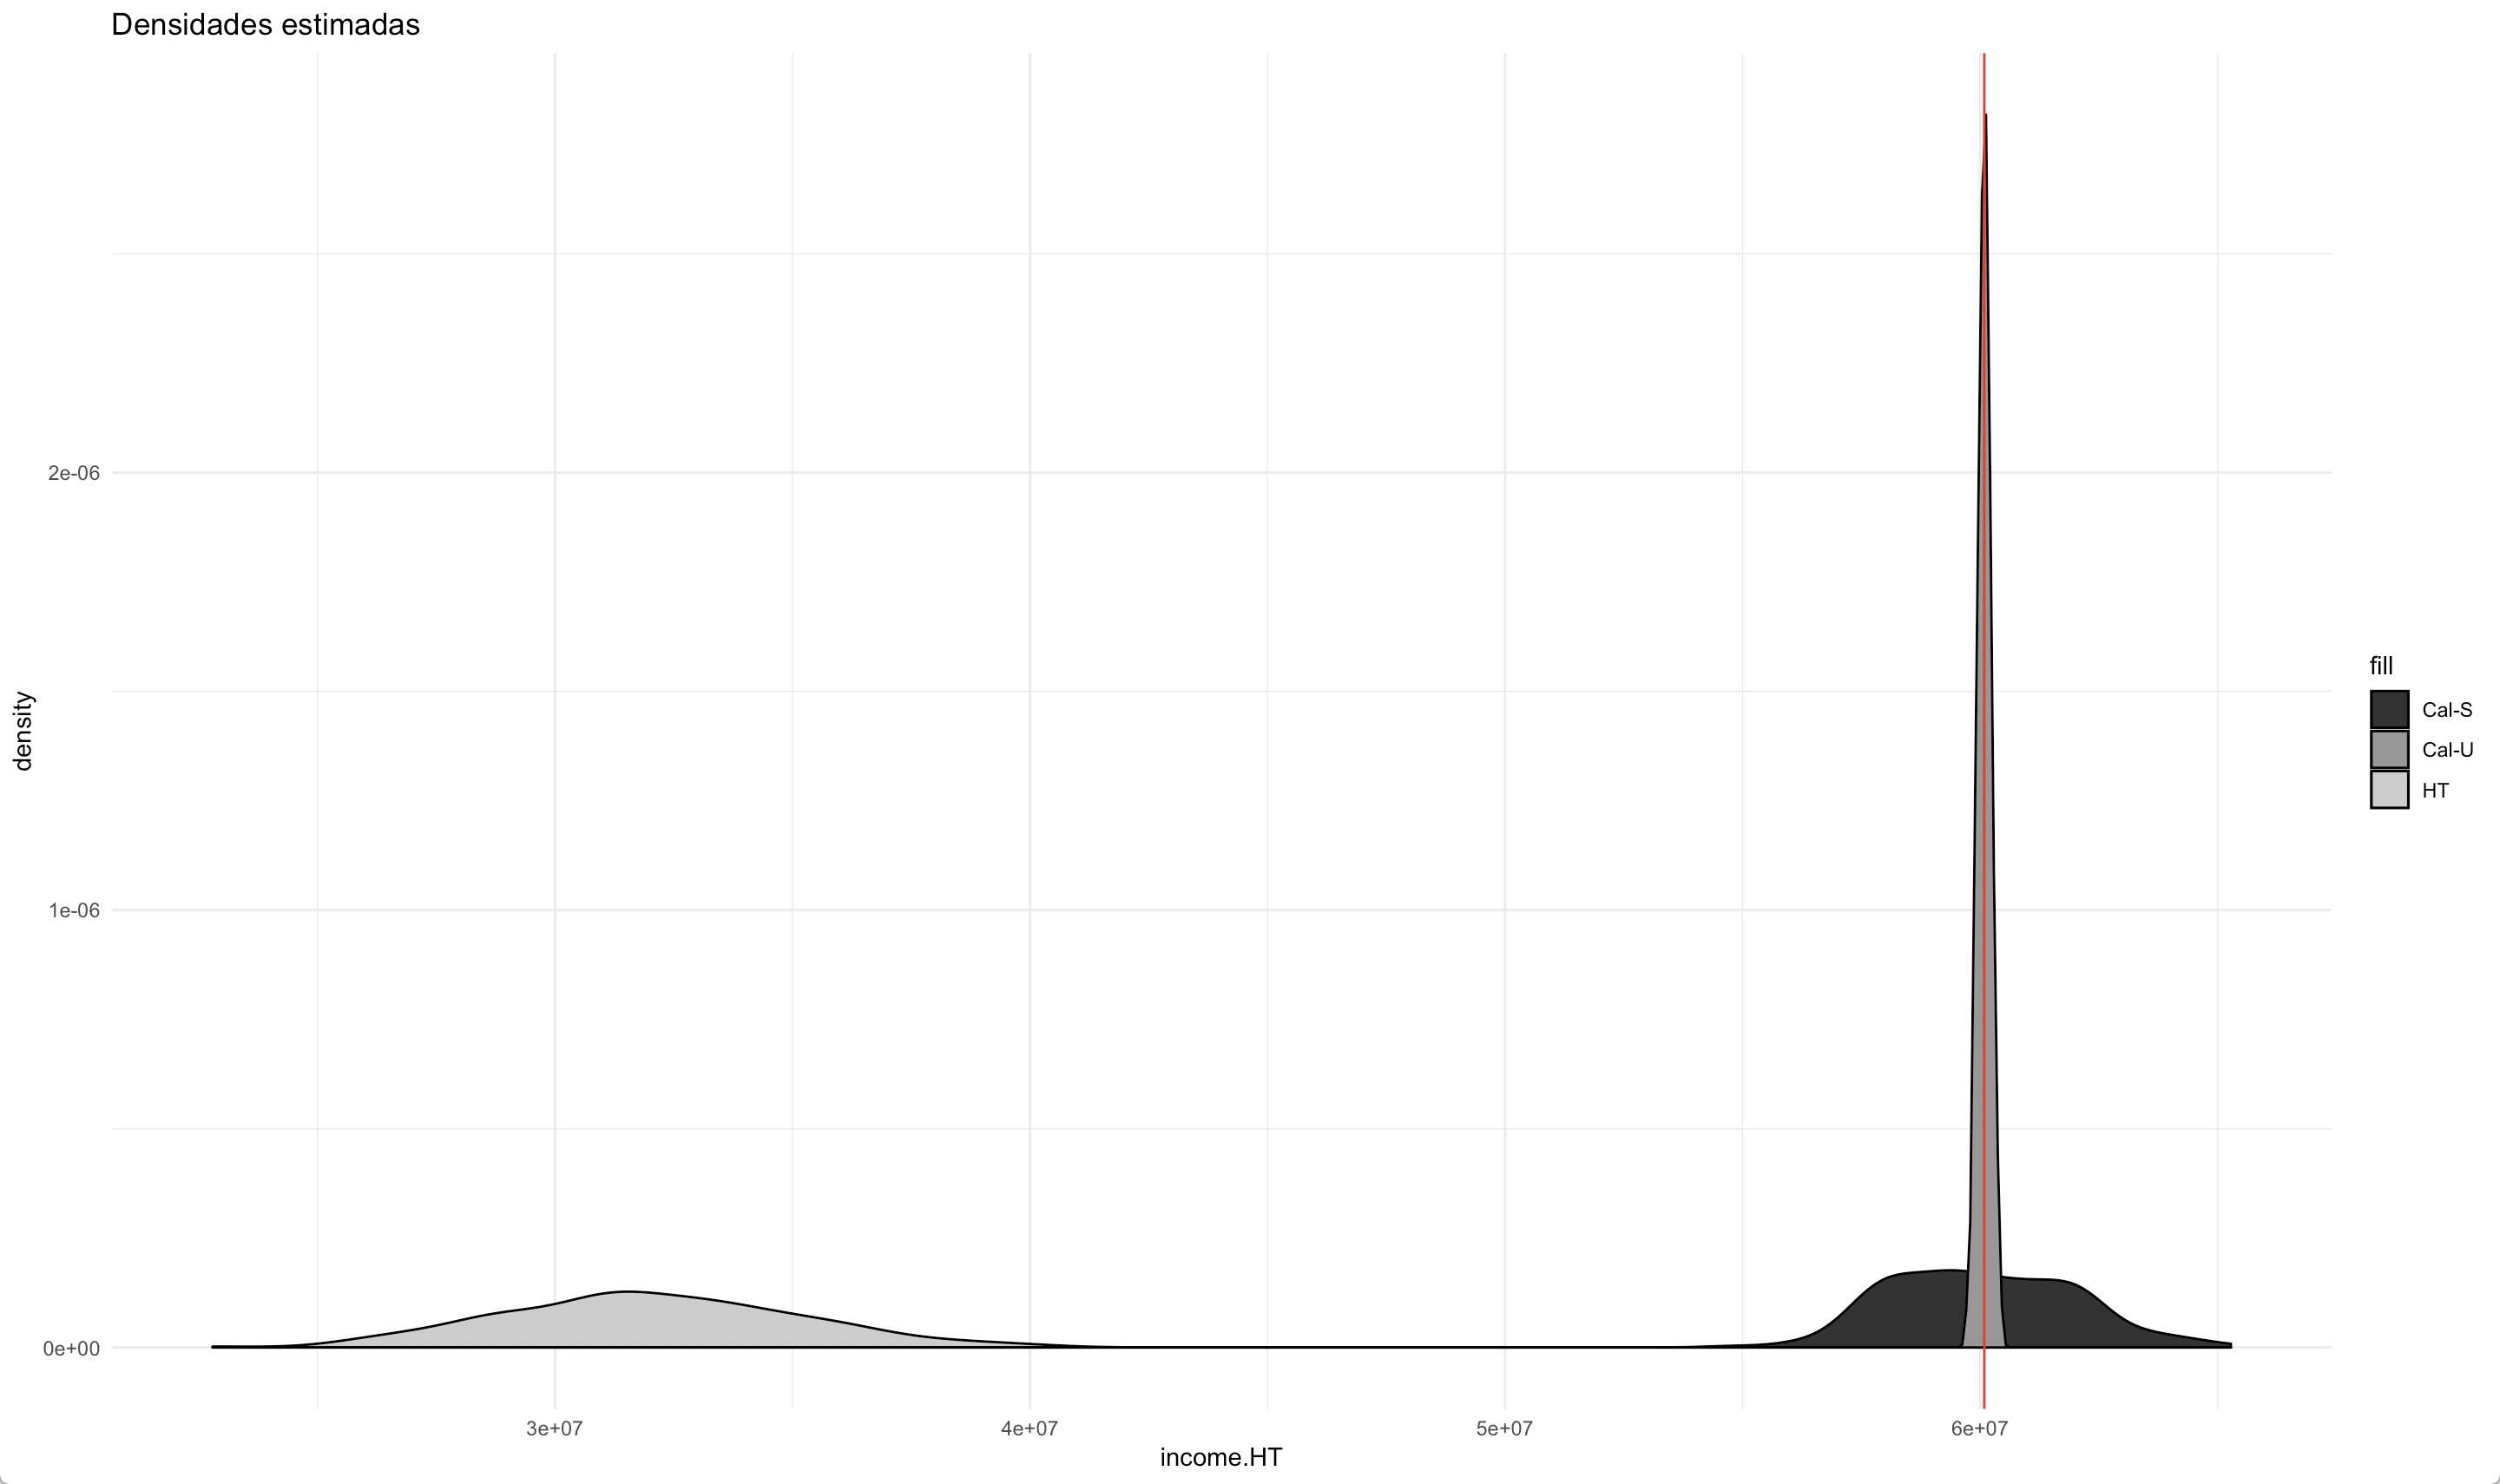 Densidades estimadas
density
2e-06
1e-06
0e+00
3e+07
4e+07
5e+07
6e+07
income.HT
fill
Cal-S
Cal-U
HT